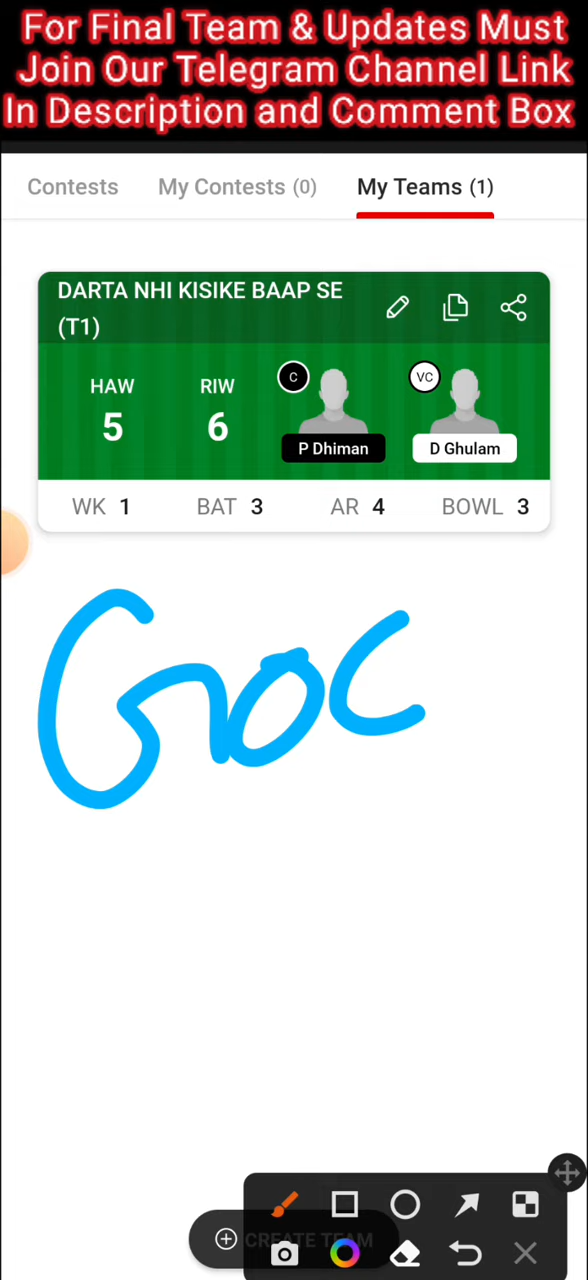 For Final Team & Updates Must
Join Our Telegram Channel Link
In Description and Comment Box
Contests My Contests (0) My Teams (1)
DARTA NHI KISIKE BAAP SE
(T1)
HAW RIW C VC
5 6
P Dhiman D Ghulam
WK 1 BAT 3 AR 4 BOWL 3
CREATE TEAM